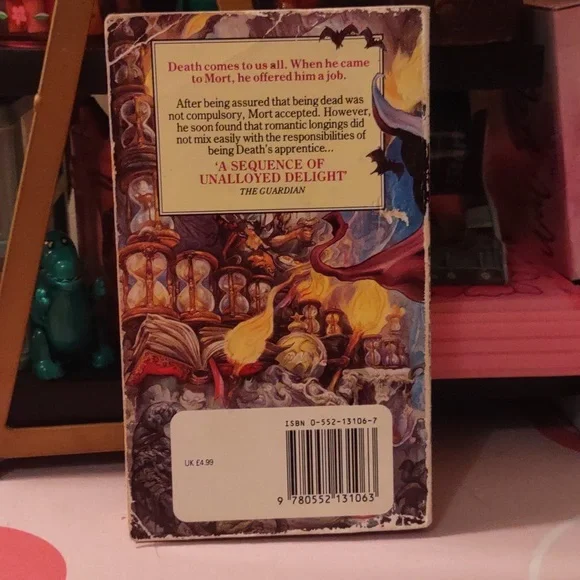 Death comes to us all. When he came
to Mort, he offered him a job.
After being assured that being dead was
not compulsory, Mort accepted. However,
he soon found that romantic longings did
not mix easily with the responsibilities of
being Death's apprentice...
'A SEQUENCE OF
UNALLOYED DELIGHT'
THE GUARDIAN
ISBN 0-552-13106-7
UK £4.99
9 780552 131063